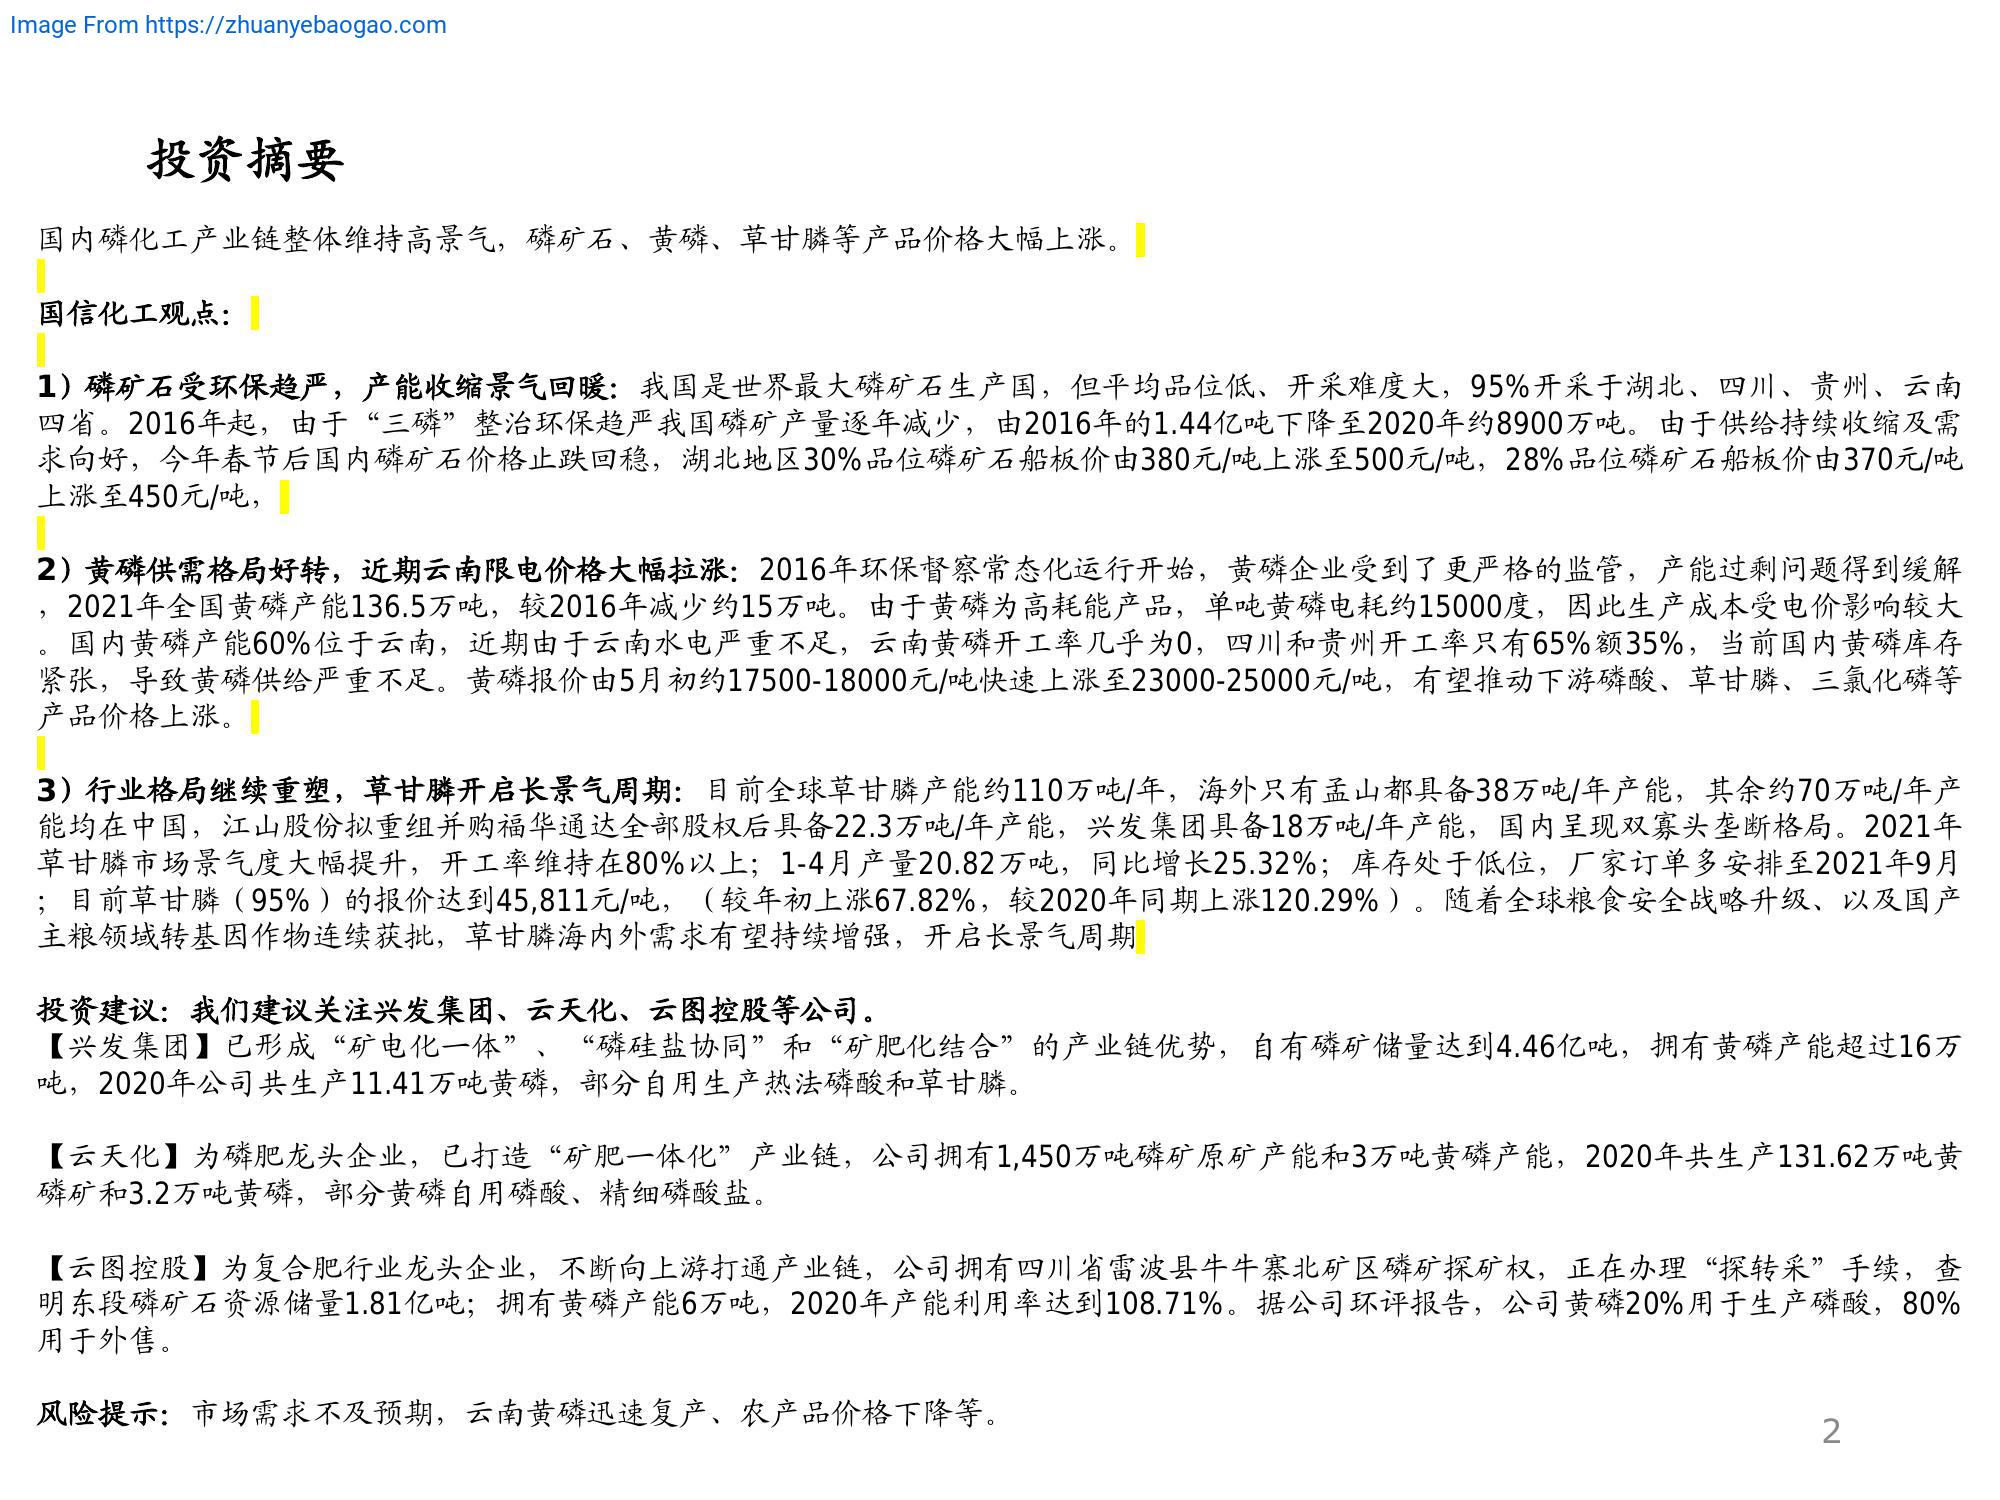 Image From https://zhuanyebaogao.com
投资摘要
国内磷化工产业链整体维持高景气，磷矿石、黄磷、草甘膦等产品价格大幅上涨。
国信化工观点：
1）磷矿石受环保趋严，产能收缩景气回暖：我国是世界最大磷矿石生产国，但平均品位低、开采难度大，95%开采于湖北、四川、贵州、云南
四省。2016年起，由于“三磷”整治环保趋严我国磷矿产量逐年减少，由2016年的1.44亿吨下降至2020年约8900万吨。由于供给持续收缩及需
求向好，今年春节后国内磷矿石价格止跌回稳，湖北地区30%品位磷矿石船板价由380元/吨上涨至500元/吨，28%品位磷矿石船板价由370元/吨
上涨至450元/吨，
2）黄磷供需格局好转，近期云南限电价格大幅拉涨：2016年环保督察常态化运行开始，黄磷企业受到了更严格的监管，产能过剩问题得到缓解
，2021年全国黄磷产能136.5万吨，较2016年减少约15万吨。由于黄磷为高耗能产品，单吨黄磷电耗约15000度，因此生产成本受电价影响较大
。国内黄磷产能60%位于云南，近期由于云南水电严重不足，云南黄磷开工率几乎为0，四川和贵州开工率只有65%额35%，当前国内黄磷库存
紧张，导致黄磷供给严重不足。黄磷报价由5月初约17500-18000元/吨快速上涨至23000-25000元/吨，有望推动下游磷酸、草甘膦、三氯化磷等
产品价格上涨。
3）行业格局继续重塑，草甘膦开启长景气周期：目前全球草甘膦产能约110万吨/年，海外只有孟山都具备38万吨/年产能，其余约70万吨/年产
能均在中国，江山股份拟重组并购福华通达全部股权后具备22.3万吨/年产能，兴发集团具备18万吨/年产能，国内呈现双寡头垄断格局。2021年
草甘膦市场景气度大幅提升，开工率维持在80%以上；1-4月产量20.82万吨，同比增长25.32%；库存处于低位，厂家订单多安排至2021年9月
；目前草甘膦（95%）的报价达到45,811元/吨，（较年初上涨67.82%，较2020年同期上涨120.29%）。随着全球粮食安全战略升级、以及国产
主粮领域转基因作物连续获批，草甘膦海内外需求有望持续增强，开启长景气周期
投资建议：我们建议关注兴发集团、云天化、云图控股等公司。
【兴发集团】已形成“矿电化一体”、“磷硅盐协同”和“矿肥化结合”的产业链优势，自有磷矿储量达到4.46亿吨，拥有黄磷产能超过16万
吨，2020年公司共生产11.41万吨黄磷，部分自用生产热法磷酸和草甘膦。
【云天化】为磷肥龙头企业，已打造“矿肥一体化”产业链，公司拥有1,450万吨磷矿原矿产能和3万吨黄磷产能，2020年共生产131.62万吨黄
磷矿和3.2万吨黄磷，部分黄磷自用磷酸、精细磷酸盐。
【云图控股】为复合肥行业龙头企业，不断向上游打通产业链，公司拥有四川省雷波县牛牛寨北矿区磷矿探矿权，正在办理“探转采”手续，查
明东段磷矿石资源储量1.81亿吨；拥有黄磷产能6万吨，2020年产能利用率达到108.71%。据公司环评报告，公司黄磷20%用于生产磷酸，80%
用于外售。
风险提示：市场需求不及预期，云南黄磷迅速复产、农产品价格下降等。
2